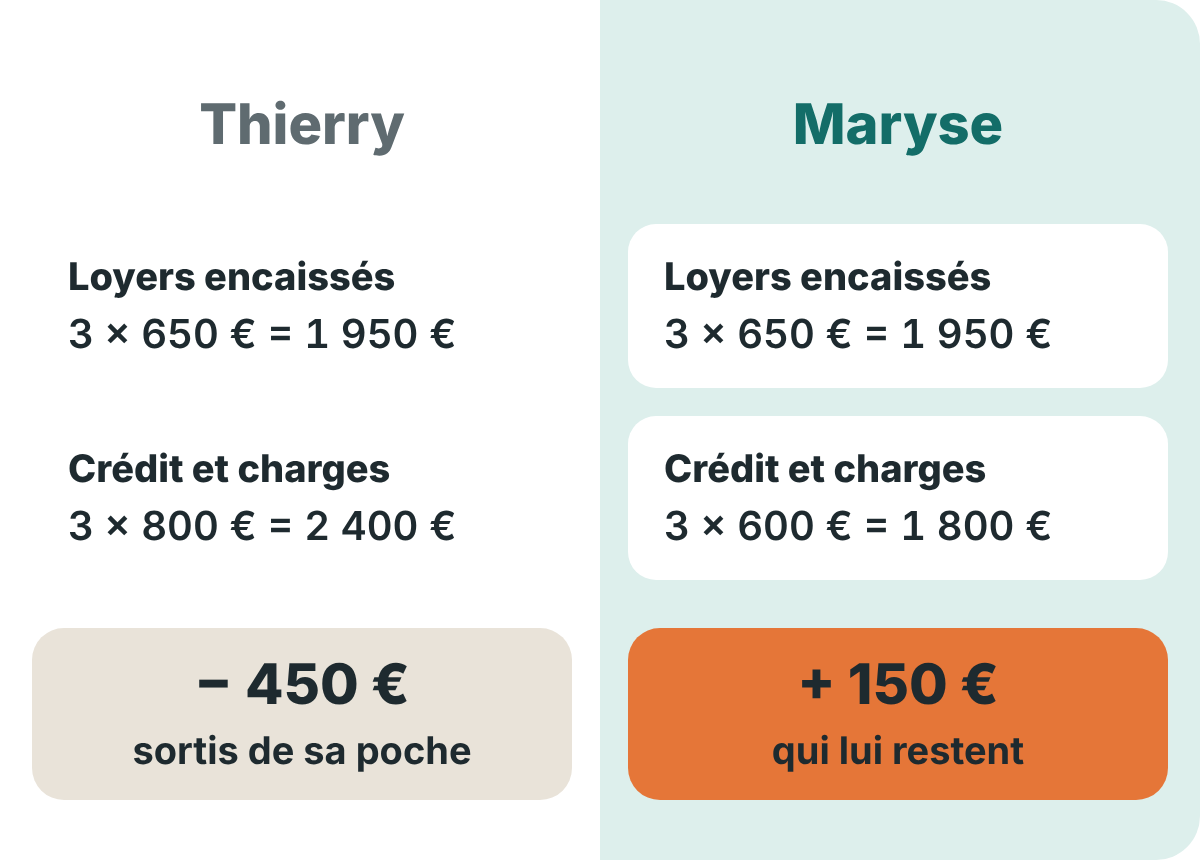 Thierry
Loyers encaissés
3 × 650 € = 1 950 €
Crédit et charges
3 × 800 € = 2 400 €
− 450 €
sortis de sa poche
Maryse
Loyers encaissés
3 × 650 € = 1 950 €
Crédit et charges
3 × 600 € = 1 800 €
+ 150 €
qui lui restent